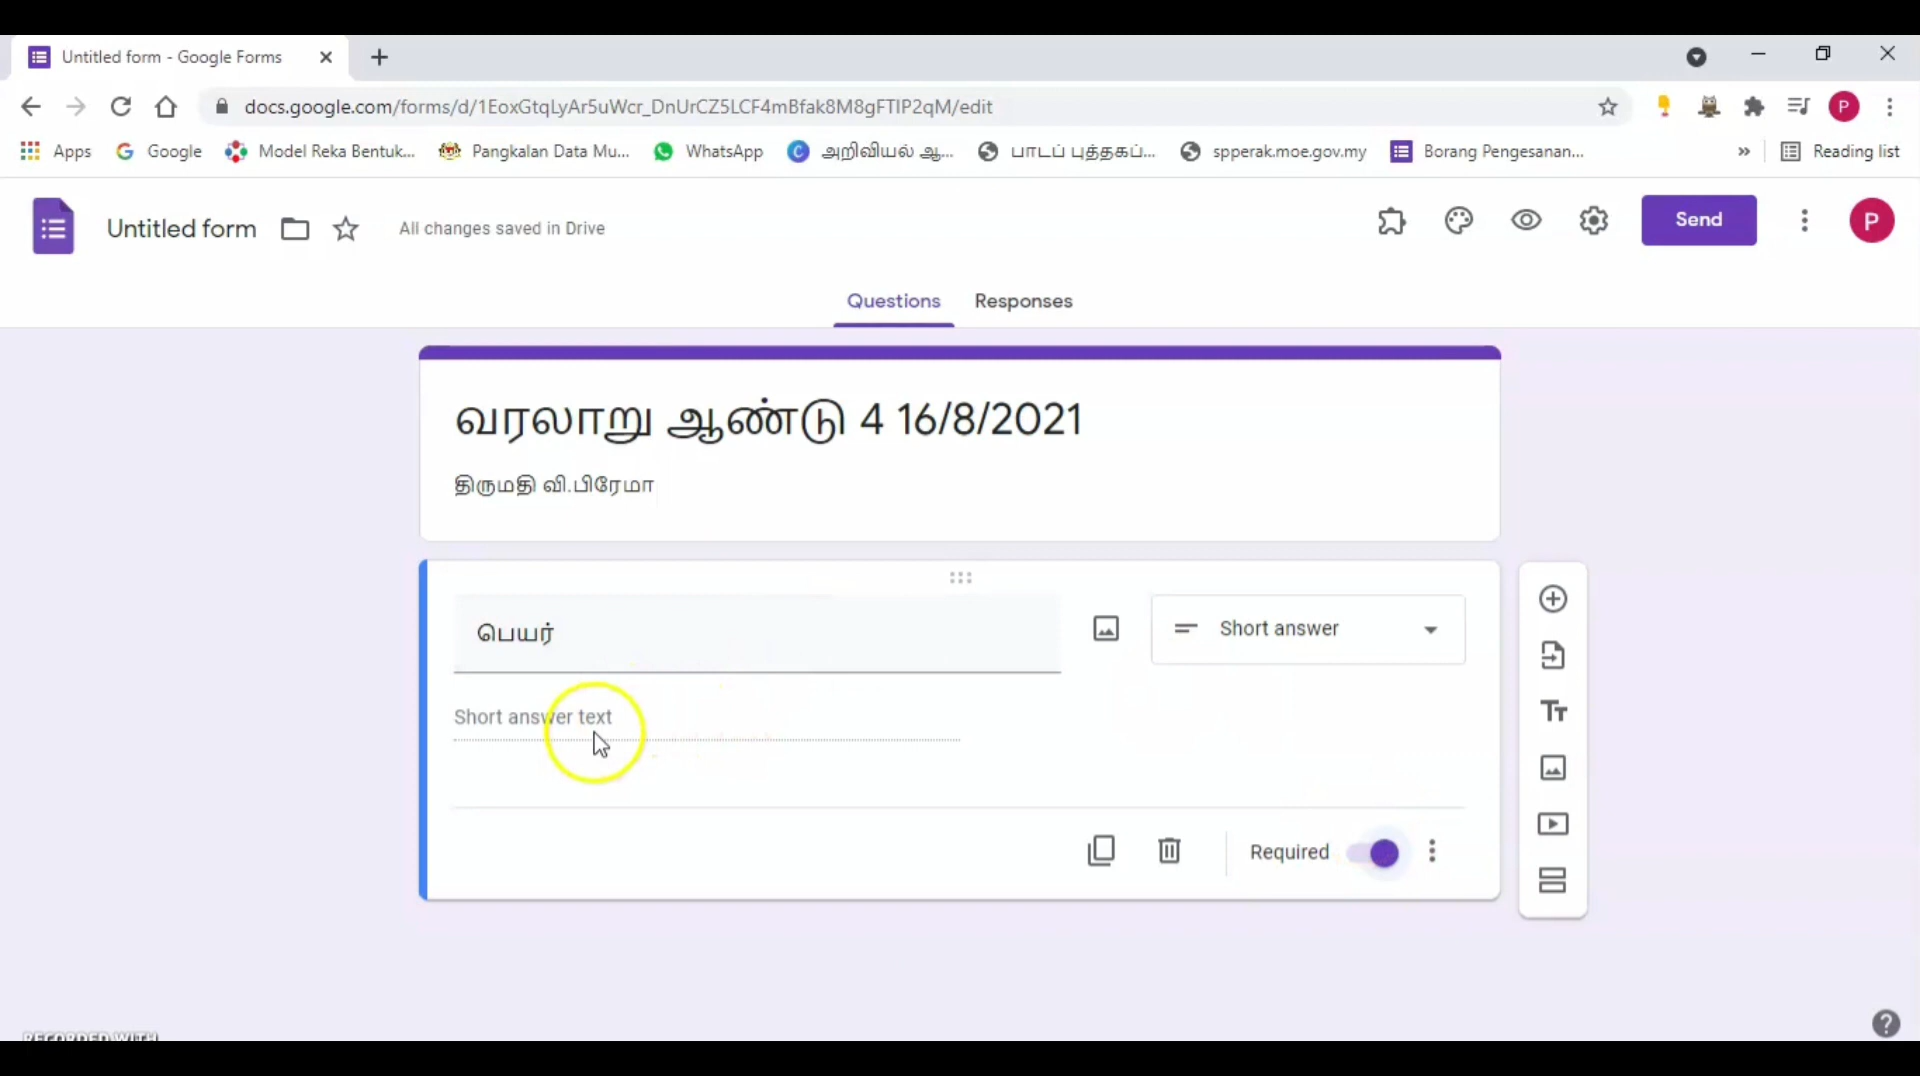 Untitled form - Google Forms
docs.google.com/forms/d/1EoxGtqLyAr5uWcr_DnUrCZ5LCF4mBfak8M8gFTIP2qM/edit
P
Apps
Google
Model Reka Bentuk...
Pangkalan Data Mu...
WhatsApp
C
அறிவியல் ஆ...
பாடப் புத்தகப்...
spperak.moe.gov.my
Borang Pengesanan...
»
Reading list
Untitled form
All changes saved in Drive
Send
P
Questions
Responses
வரலாறு ஆண்டு 4 16/8/2021
திருமதி வி.பிரேமா
பெயர்
Short answer
Short answer text
Required
RECORDED WITH